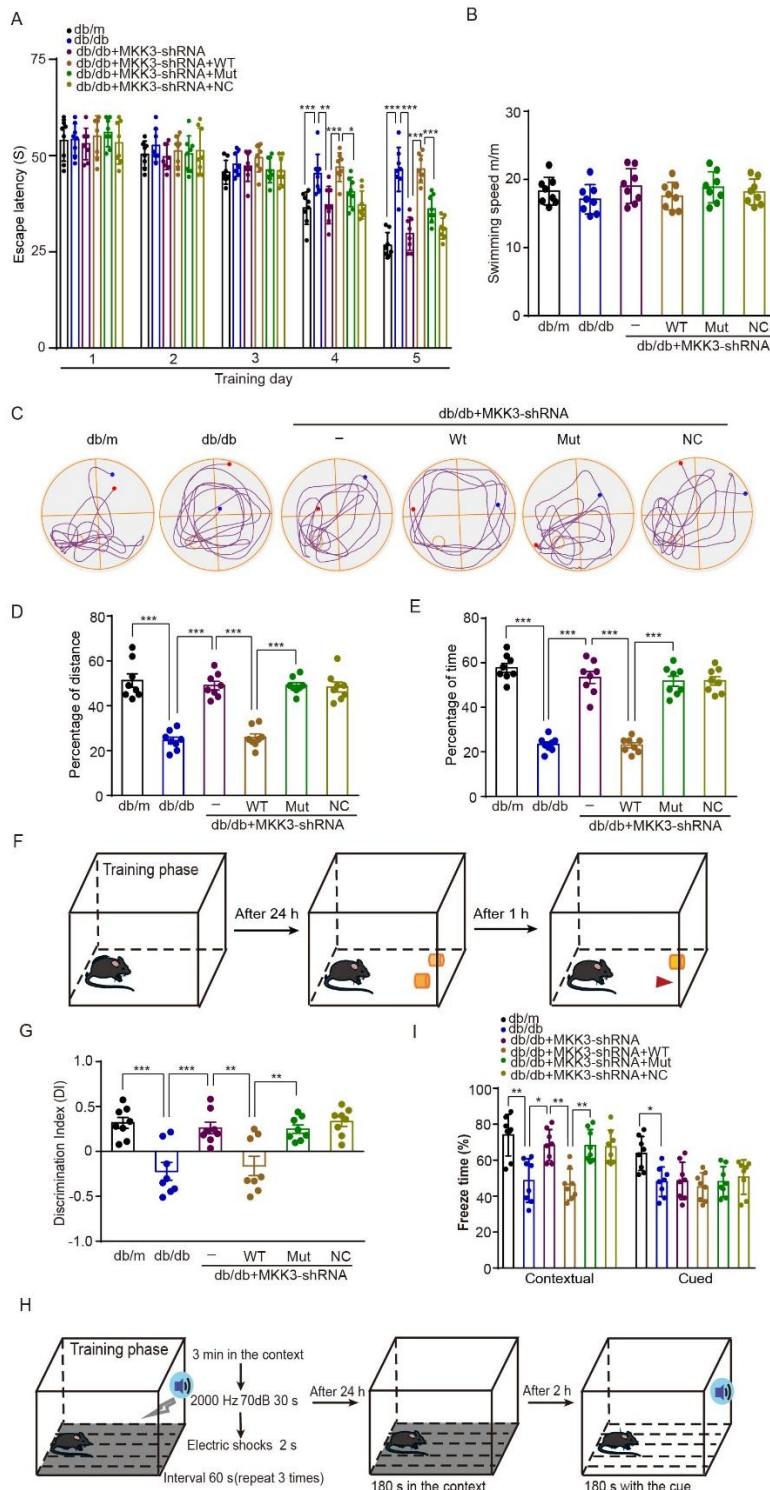 A
db/m
db/db
db/db+MKK3-shRNA
db/db+MKK3-shRNA+WT
db/db+MKK3-shRNA+Mut
db/db+MKK3-shRNA+NC
75
50
25
0
Escape latency (S)
*** ** *** *
*** *** *** ***
1 2 3 4 5
Training day
B
30
20
10
0
Swimming speed m/m
db/m db/db – WT Mut NC
db/db+MKK3-shRNA
C
db/db+MKK3-shRNA
db/m db/db – Wt Mut NC
D
80
60
40
20
0
Percentage of distance
*** *** *** ***
db/m db/db – WT Mut NC
db/db+MKK3-shRNA
E
80
60
40
20
0
Percentage of time
*** *** *** ***
db/m db/db – WT Mut NC
db/db+MKK3-shRNA
F
Training phase
After 24 h
After 1 h
G
1.0
0.5
0
-0.5
-1.0
Discrimination Index (DI)
*** *** ** **
db/m db/db – WT Mut NC
db/db+MKK3-shRNA
I
db/m
db/db
db/db+MKK3-shRNA
db/db+MKK3-shRNA+WT
db/db+MKK3-shRNA+Mut
db/db+MKK3-shRNA+NC
100
80
60
40
20
0
Freeze time (%)
** * ** **
*
Contextual Cued
H
Training phase
3 min in the context
2000 Hz 70dB 30 s
Electric shocks 2 s
Interval 60 s(repeat 3 times)
After 24 h
180 s in the context
After 2 h
180 s with the cue